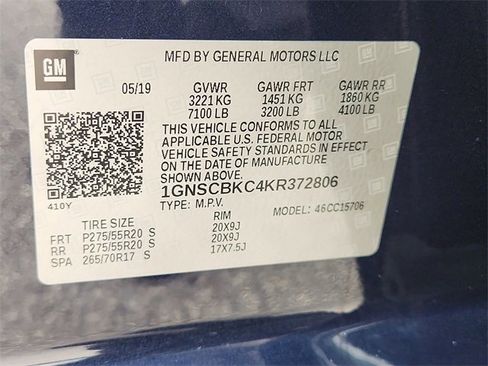 GM
MFD BY GENERAL MOTORS LLC
05/19 GVWR GAWR FRT GAWR RR
3221 KG 1451 KG 1860 KG
7100 LB 3200 LB 4100 LB
THIS VEHICLE CONFORMS TO ALL
APPLICABLE U.S. FEDERAL MOTOR
VEHICLE SAFETY STANDARDS IN EFFECT
ON THE DATE OF MANUFACTURE SHOWN
ABOVE.
1GNSCBKC4KR372806
410Y
TYPE: M.P.V. MODEL: 46CC15706
TIRE SIZE RIM
FRT P275/55R20 S 20X9J
RR P275/55R20 S 20X9J
SPA 265/70R17 S 17X7.5J